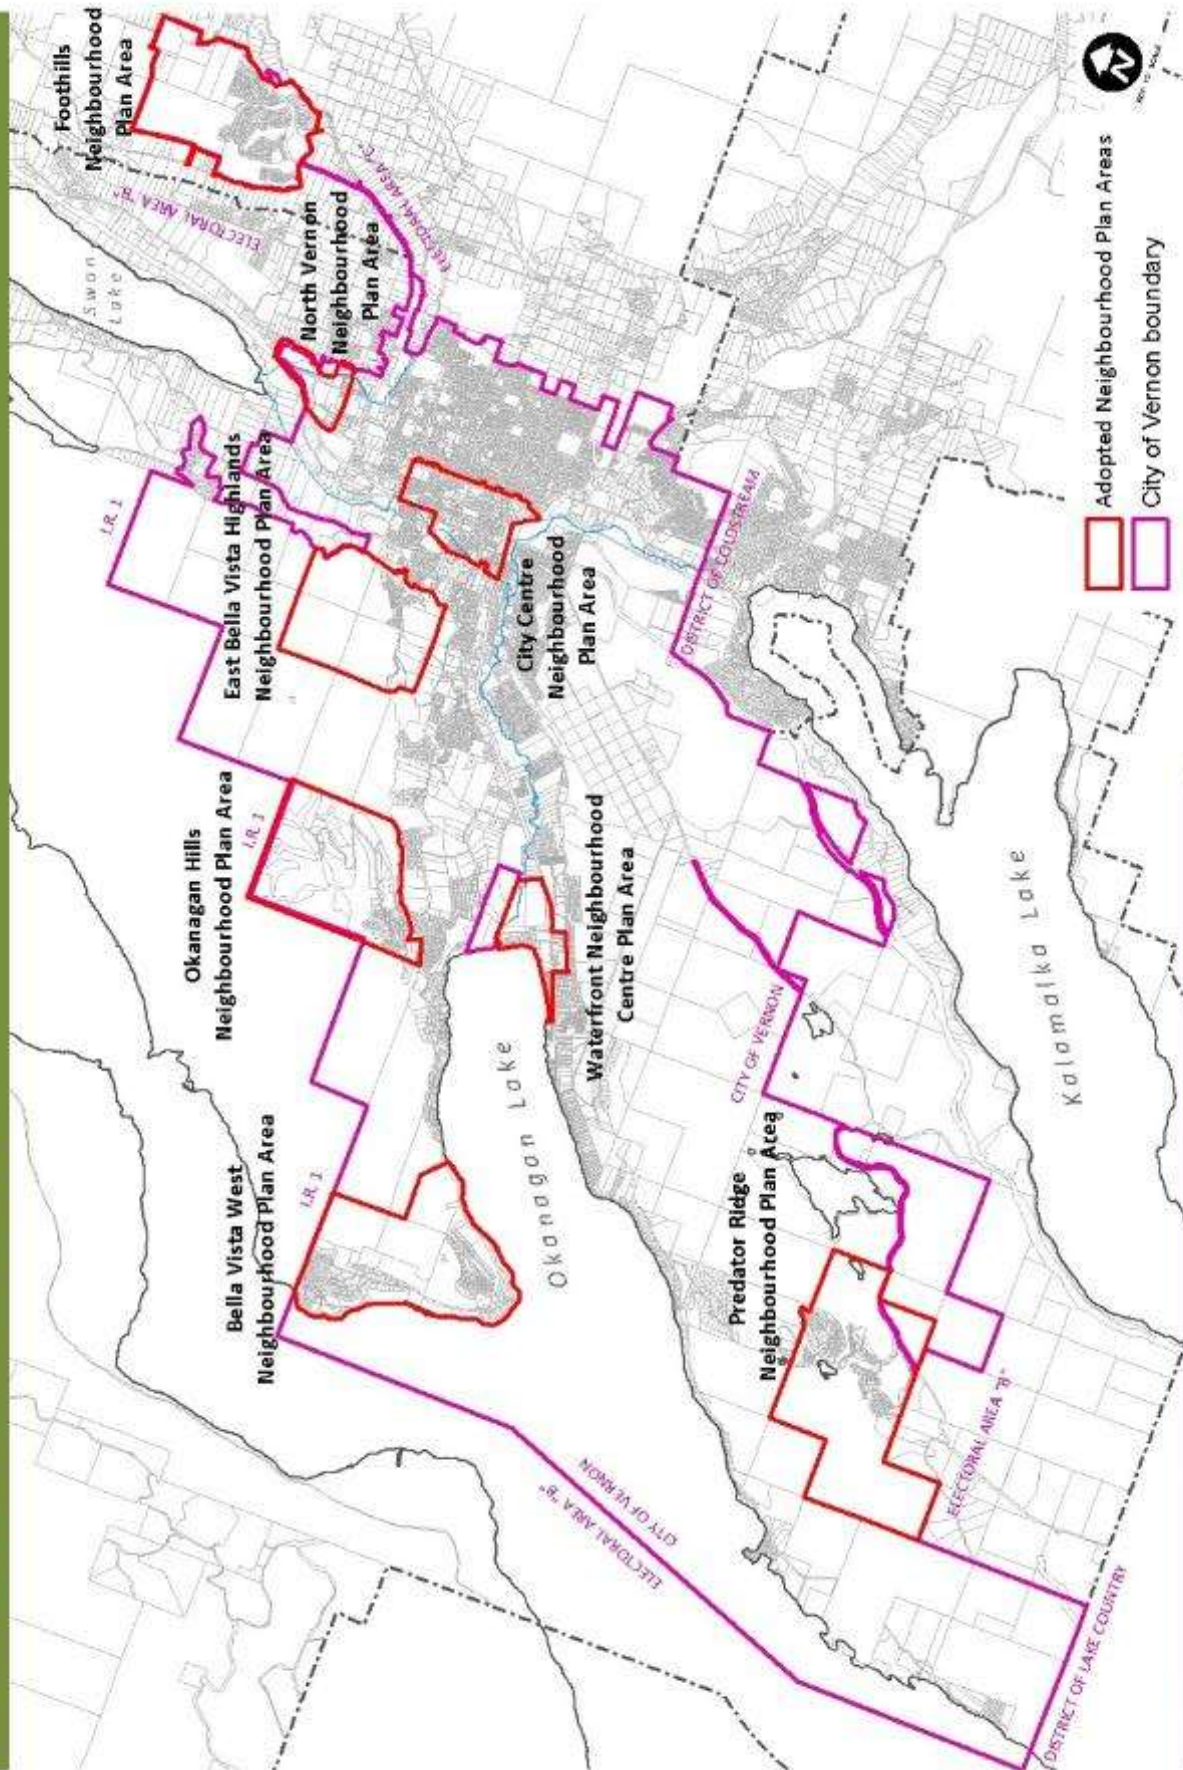 Foothills
Neighbourhood
Plan Area
ELECTORAL AREA "B"
Swan
Lake
North Vernon
Neighbourhood
Plan Area
ELECTORAL AREA "C"
I.R. 1
East Bella Vista Highlands
Neighbourhood Plan Area
City Centre
Neighbourhood
Plan Area
DISTRICT OF COLDSTREAM
Okanagan Hills
Neighbourhood Plan Area
I.R. 1
Waterfront Neighbourhood
Centre Plan Area
Bella Vista West
Neighbourhood Plan Area
I.R. 1
Okanagan Lake
CITY OF VERNON
Kalamalka Lake
Predator Ridge
Neighbourhood Plan Area
CITY OF VERNON
ELECTORAL AREA "B"
ELECTORAL AREA "B"
DISTRICT OF LAKE COUNTRY
N
NOT TO SCALE
Adopted Neighbourhood Plan Areas
City of Vernon boundary